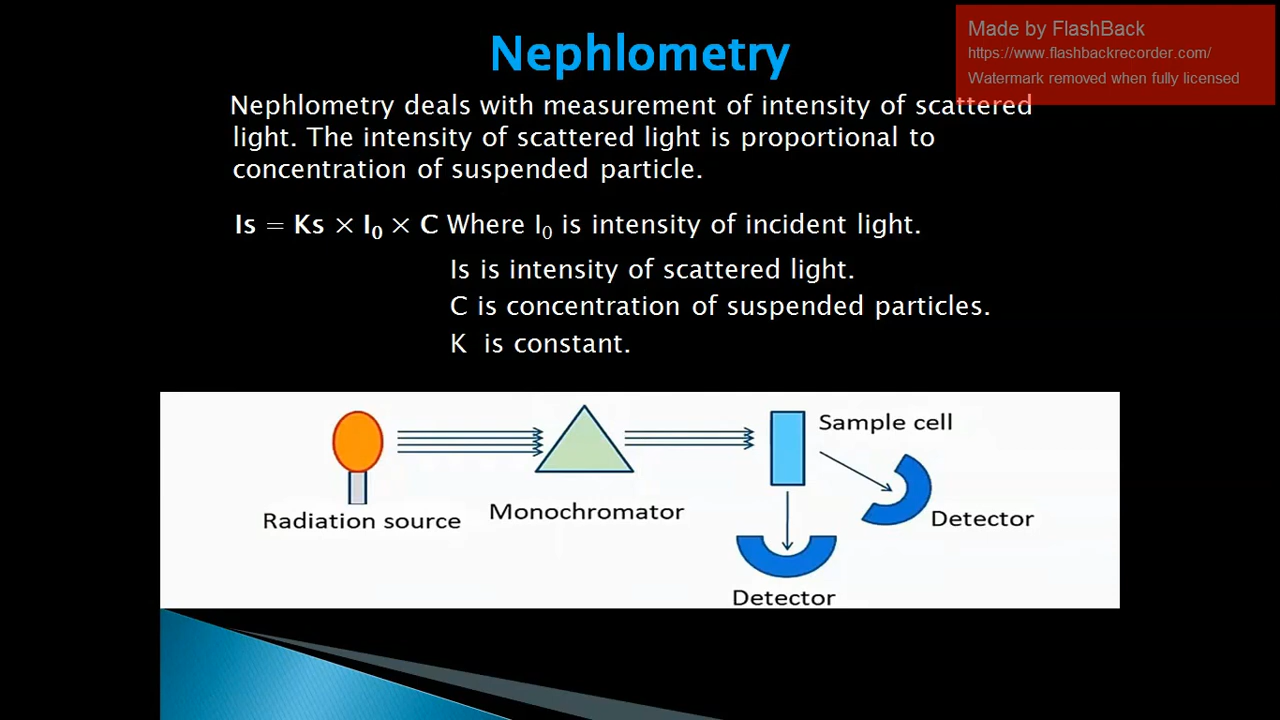 Nephlometry
Made by FlashBack
https://www.flashbackrecorder.com/
Watermark removed when fully licensed
Nephlometry deals with measurement of intensity of scattered
light. The intensity of scattered light is proportional to
concentration of suspended particle.
Is = Ks × I₀ × C Where I₀ is intensity of incident light.
Is is intensity of scattered light.
C is concentration of suspended particles.
K is constant.
Sample cell
Radiation source
Monochromator
Detector
Detector